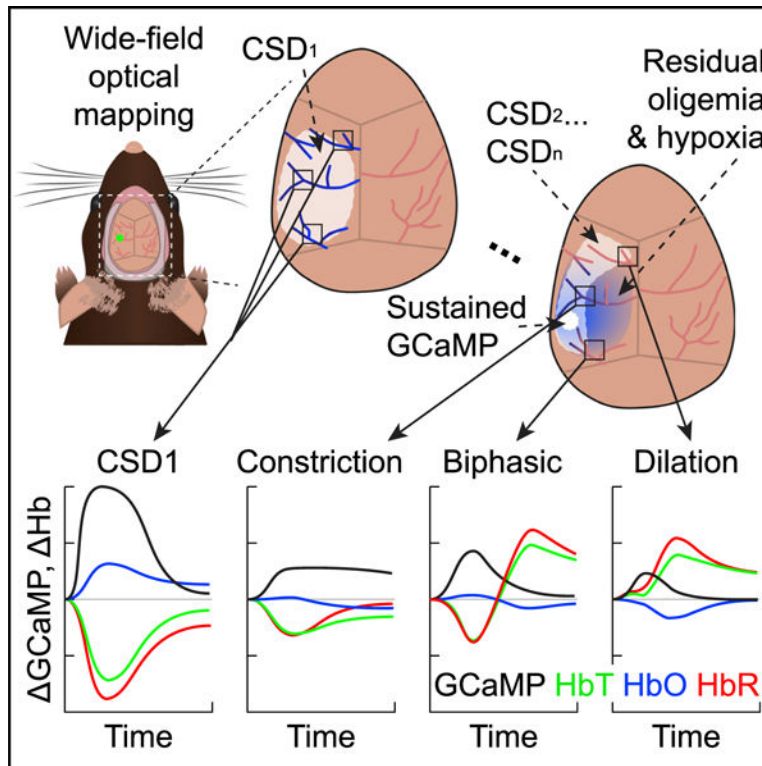 Wide-field
optical
mapping
CSD1
CSD2...
CSDn
Residual
oligemia
& hypoxia
Sustained
GCaMP
CSD1
Constriction
Biphasic
Dilation
ΔGCaMP, ΔHb
GCaMP HbT HbO HbR
Time
Time
Time
Time